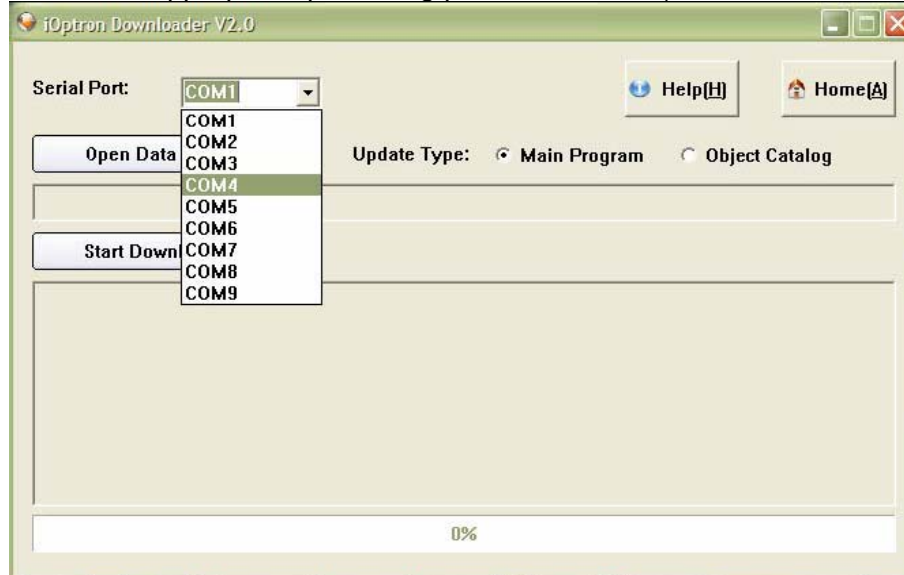 iOptron Downloader V2.0
Serial Port: COM1 Help(H) Home(A)
COM1
COM2
COM3
COM4
COM5
COM6
COM7
COM8
COM9
Open Data
Update Type: Main Program Object Catalog
Start Downl
0%